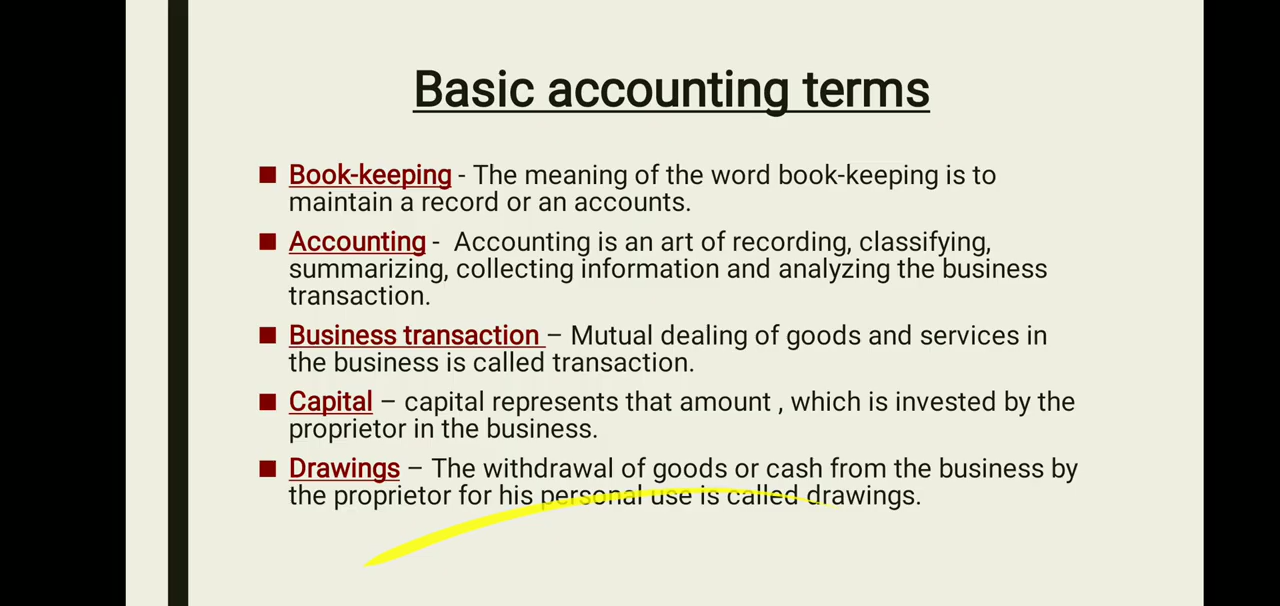 Basic accounting terms
Book-keeping - The meaning of the word book-keeping is to
maintain a record or an accounts.
Accounting - Accounting is an art of recording, classifying,
summarizing, collecting information and analyzing the business
transaction.
Business transaction – Mutual dealing of goods and services in
the business is called transaction.
Capital – capital represents that amount , which is invested by the
proprietor in the business.
Drawings – The withdrawal of goods or cash from the business by
the proprietor for his personal use is called drawings.